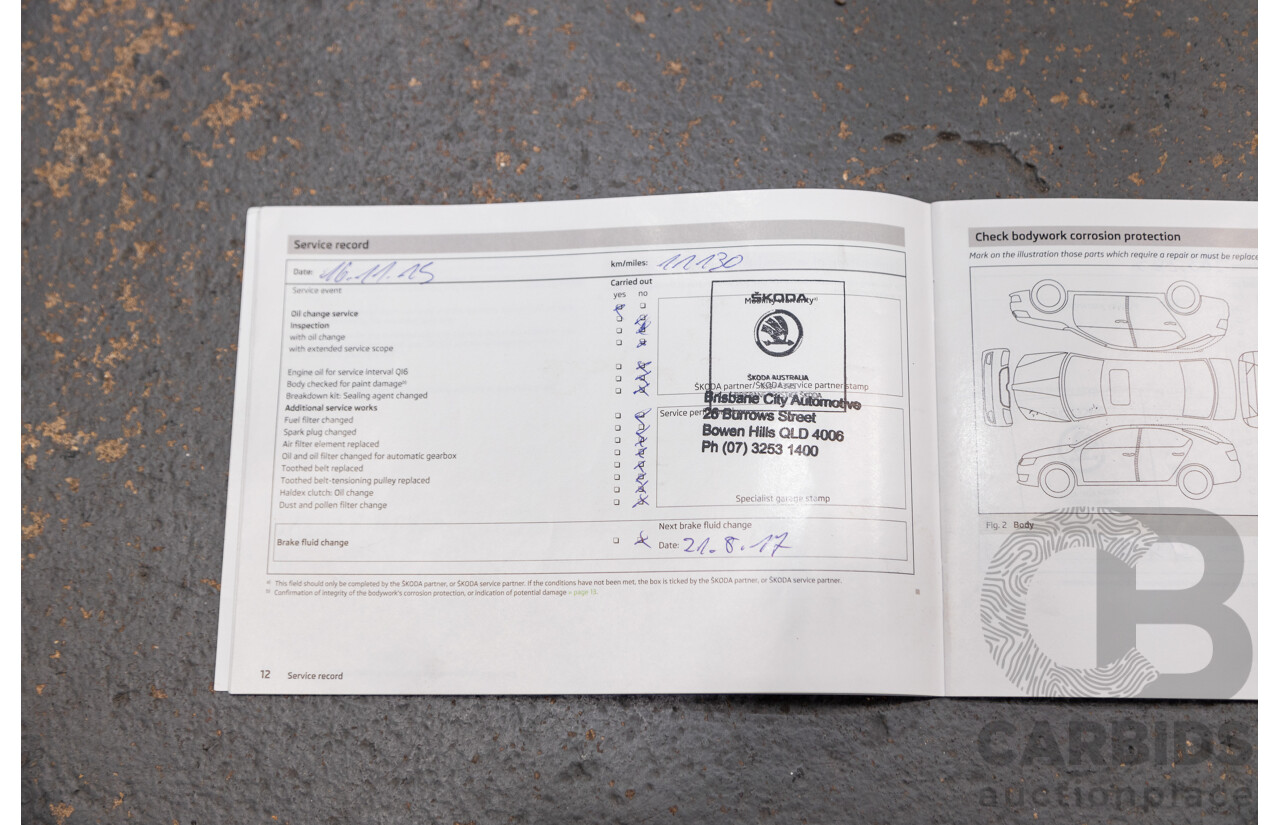 Service record
Date: 16.11.15 km/miles: 11130
Service event Carried out
yes no
Oil change service
Inspection
with oil change
with extended service scope
Engine oil for service interval QI6
Body checked for paint damage
Breakdown kit: Sealing agent changed
Additional service works
Fuel filter changed
Spark plug changed
Air filter element replaced
Oil and oil filter changed for automatic gearbox
Toothed belt replaced
Toothed belt-tensioning pulley replaced
Haldex clutch: Oil change
Dust and pollen filter change
Mobility warranty
ŠKODA
ŠKODA AUSTRALIA
ŠKODA partner/ŠKODA service partner stamp
Brisbane City Automotive
26 Burrows Street
Bowen Hills QLD 4006
Ph (07) 3253 1400
Service
Specialist garage stamp
Brake fluid change
Next brake fluid change
Date: 21.8.17
This field should only be completed by the ŠKODA partner, or ŠKODA service partner. If the conditions have not been met, the box is ticked by the ŠKODA partner, or ŠKODA service partner.
Confirmation of integrity of the bodywork's corrosion protection, or indication of potential damage » page 15.
12 Service record
Check bodywork corrosion protection
Mark on the illustration those parts which require a repair or must be replace
Fig. 2 Body
CB
CARBIDS
auctionplace